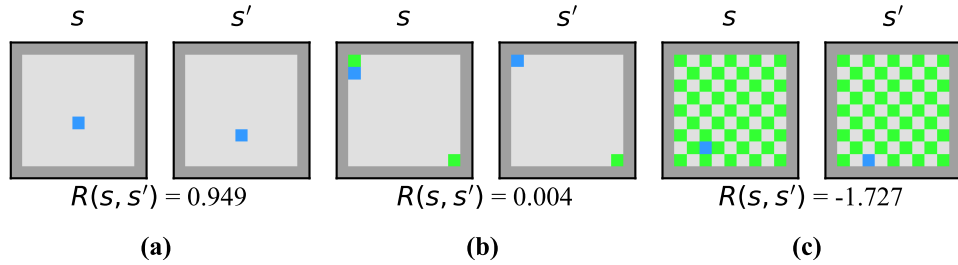 s s′ s s′ s s′
R(s, s′) = 0.949 R(s, s′) = 0.004 R(s, s′) = -1.727
(a) (b) (c)